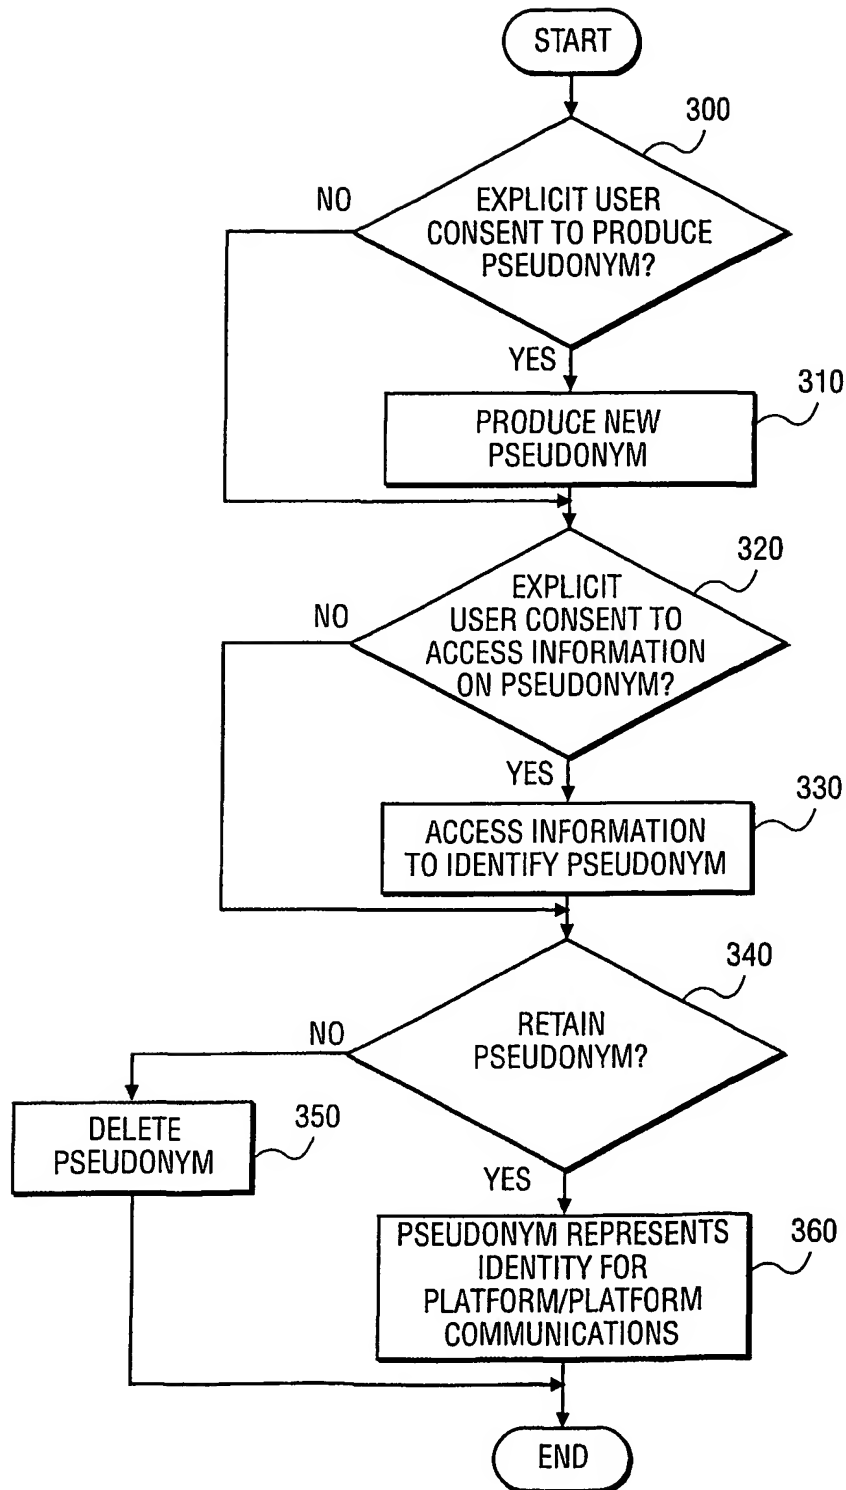 START
300
NO
EXPLICIT USER
CONSENT TO PRODUCE
PSEUDONYM?
YES
310
PRODUCE NEW
PSEUDONYM
320
NO
EXPLICIT
USER CONSENT TO
ACCESS INFORMATION
ON PSEUDONYM?
YES
330
ACCESS INFORMATION
TO IDENTIFY PSEUDONYM
340
NO
RETAIN
PSEUDONYM?
350
DELETE
PSEUDONYM
YES
360
PSEUDONYM REPRESENTS
IDENTITY FOR
PLATFORM/PLATFORM
COMMUNICATIONS
END